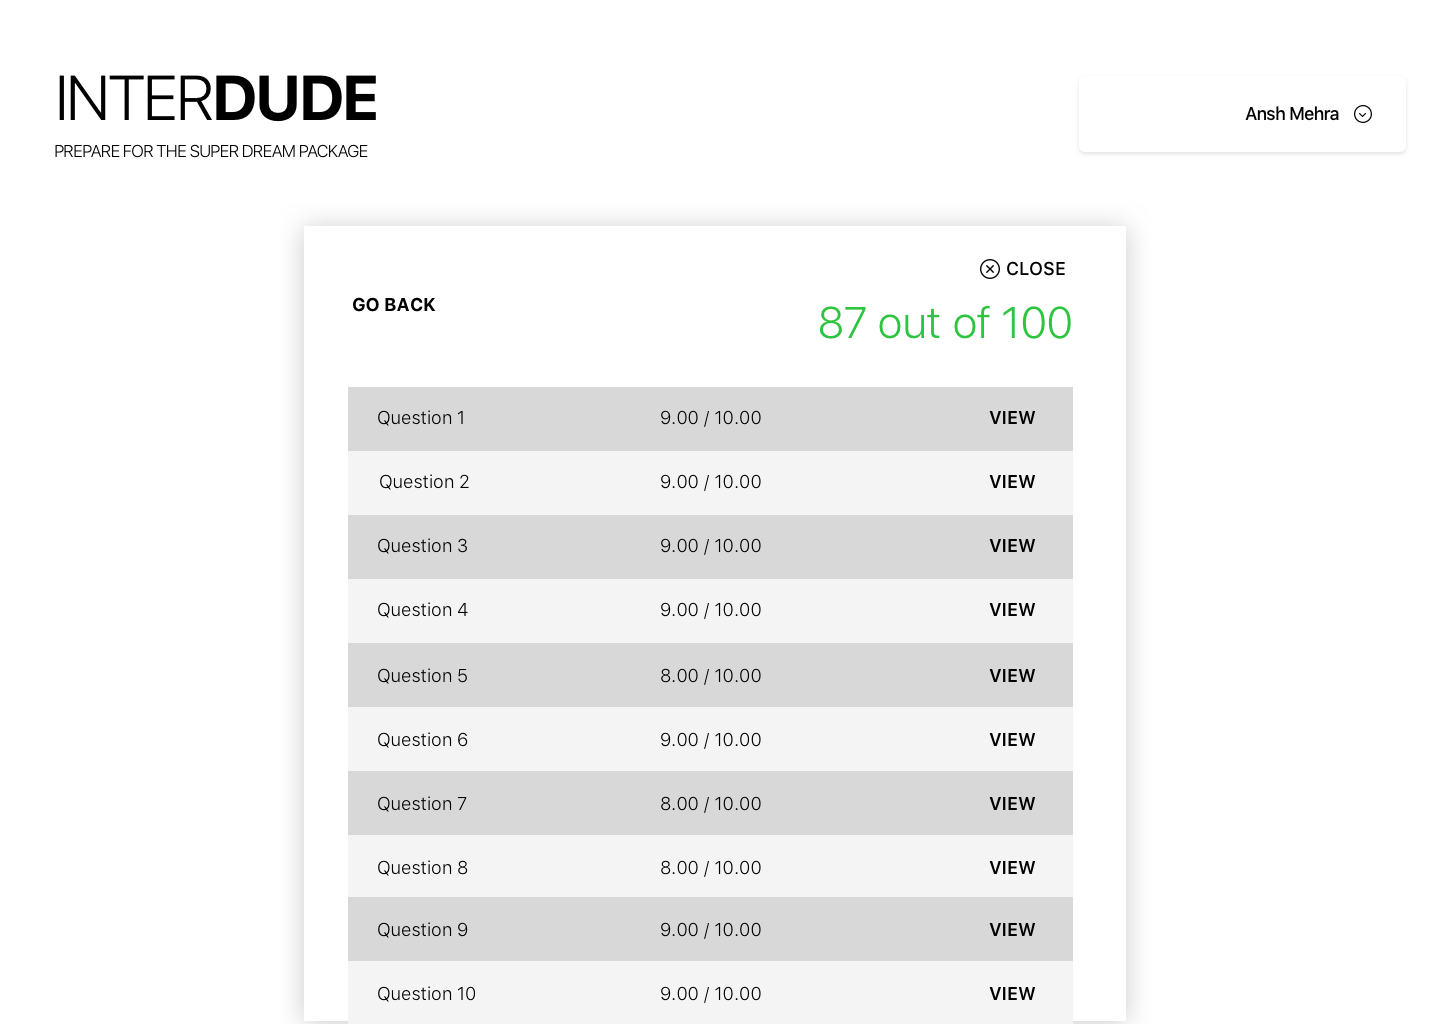 INTERDUDE
PREPARE FOR THE SUPER DREAM PACKAGE
Ansh Mehra
CLOSE
GO BACK
87 out of 100
Question 1 9.00 / 10.00 VIEW
Question 2 9.00 / 10.00 VIEW
Question 3 9.00 / 10.00 VIEW
Question 4 9.00 / 10.00 VIEW
Question 5 8.00 / 10.00 VIEW
Question 6 9.00 / 10.00 VIEW
Question 7 8.00 / 10.00 VIEW
Question 8 8.00 / 10.00 VIEW
Question 9 9.00 / 10.00 VIEW
Question 10 9.00 / 10.00 VIEW